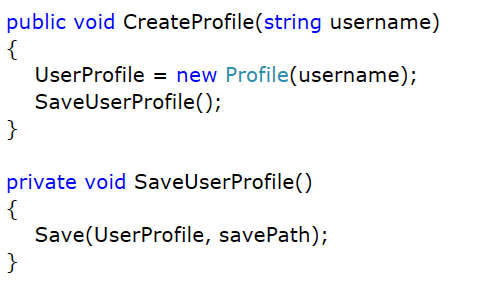 public void CreateProfile(string username)
{
    UserProfile = new Profile(username);
    SaveUserProfile();
}

private void SaveUserProfile()
{
    Save(UserProfile, savePath);
}